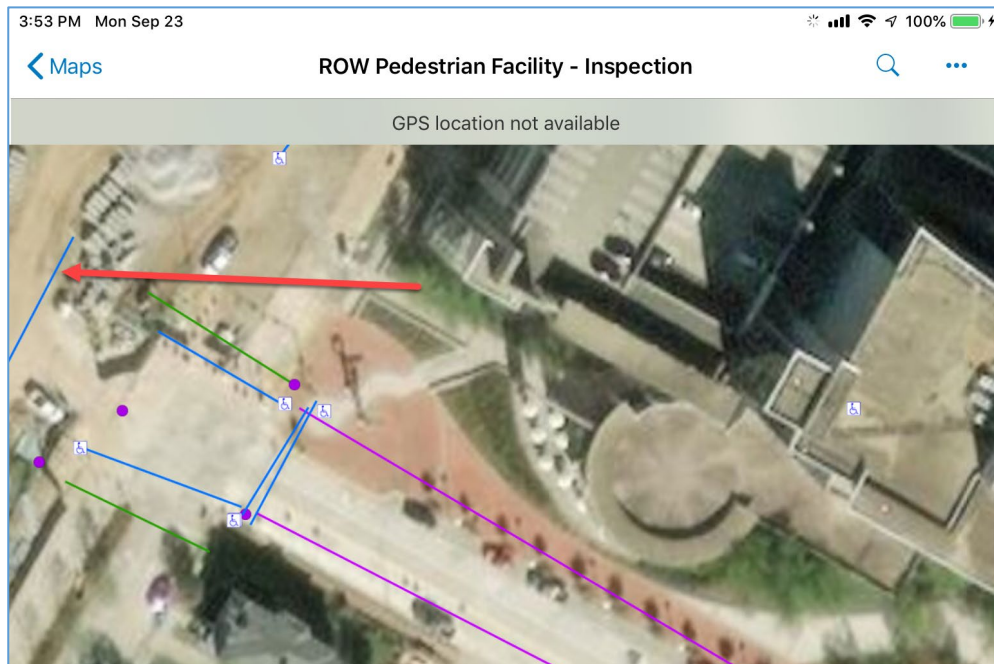 3:53 PM Mon Sep 23
100%
Maps
ROW Pedestrian Facility - Inspection
GPS location not available